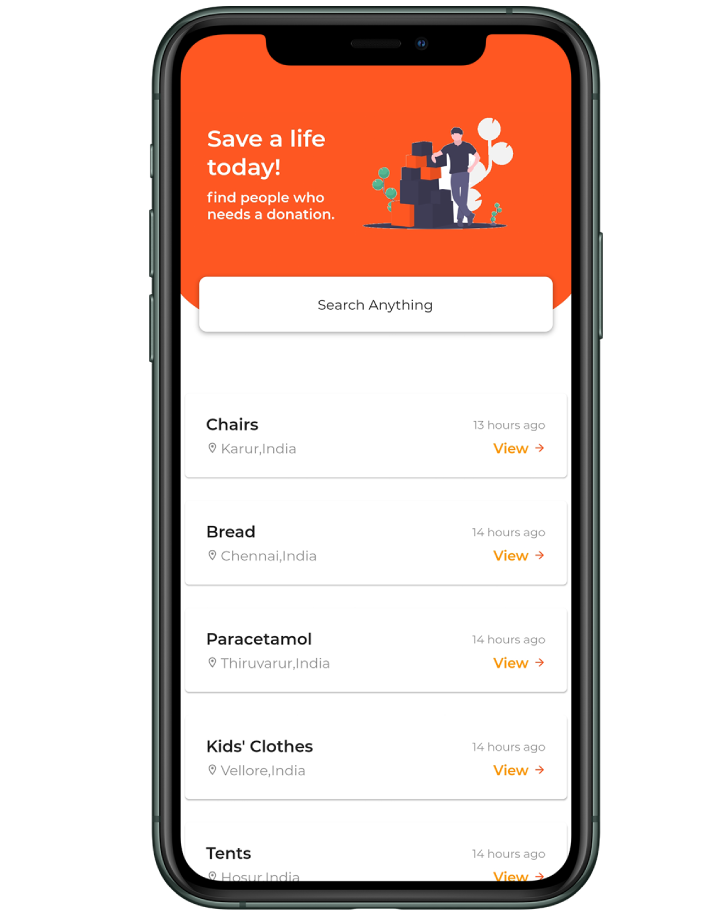 Save a life
today!
find people who
needs a donation.
Search Anything
Chairs
13 hours ago
Karur,India
View
Bread
14 hours ago
Chennai,India
View
Paracetamol
14 hours ago
Thiruvarur,India
View
Kids' Clothes
14 hours ago
Vellore,India
View
Tents
14 hours ago
Hosur,India
View